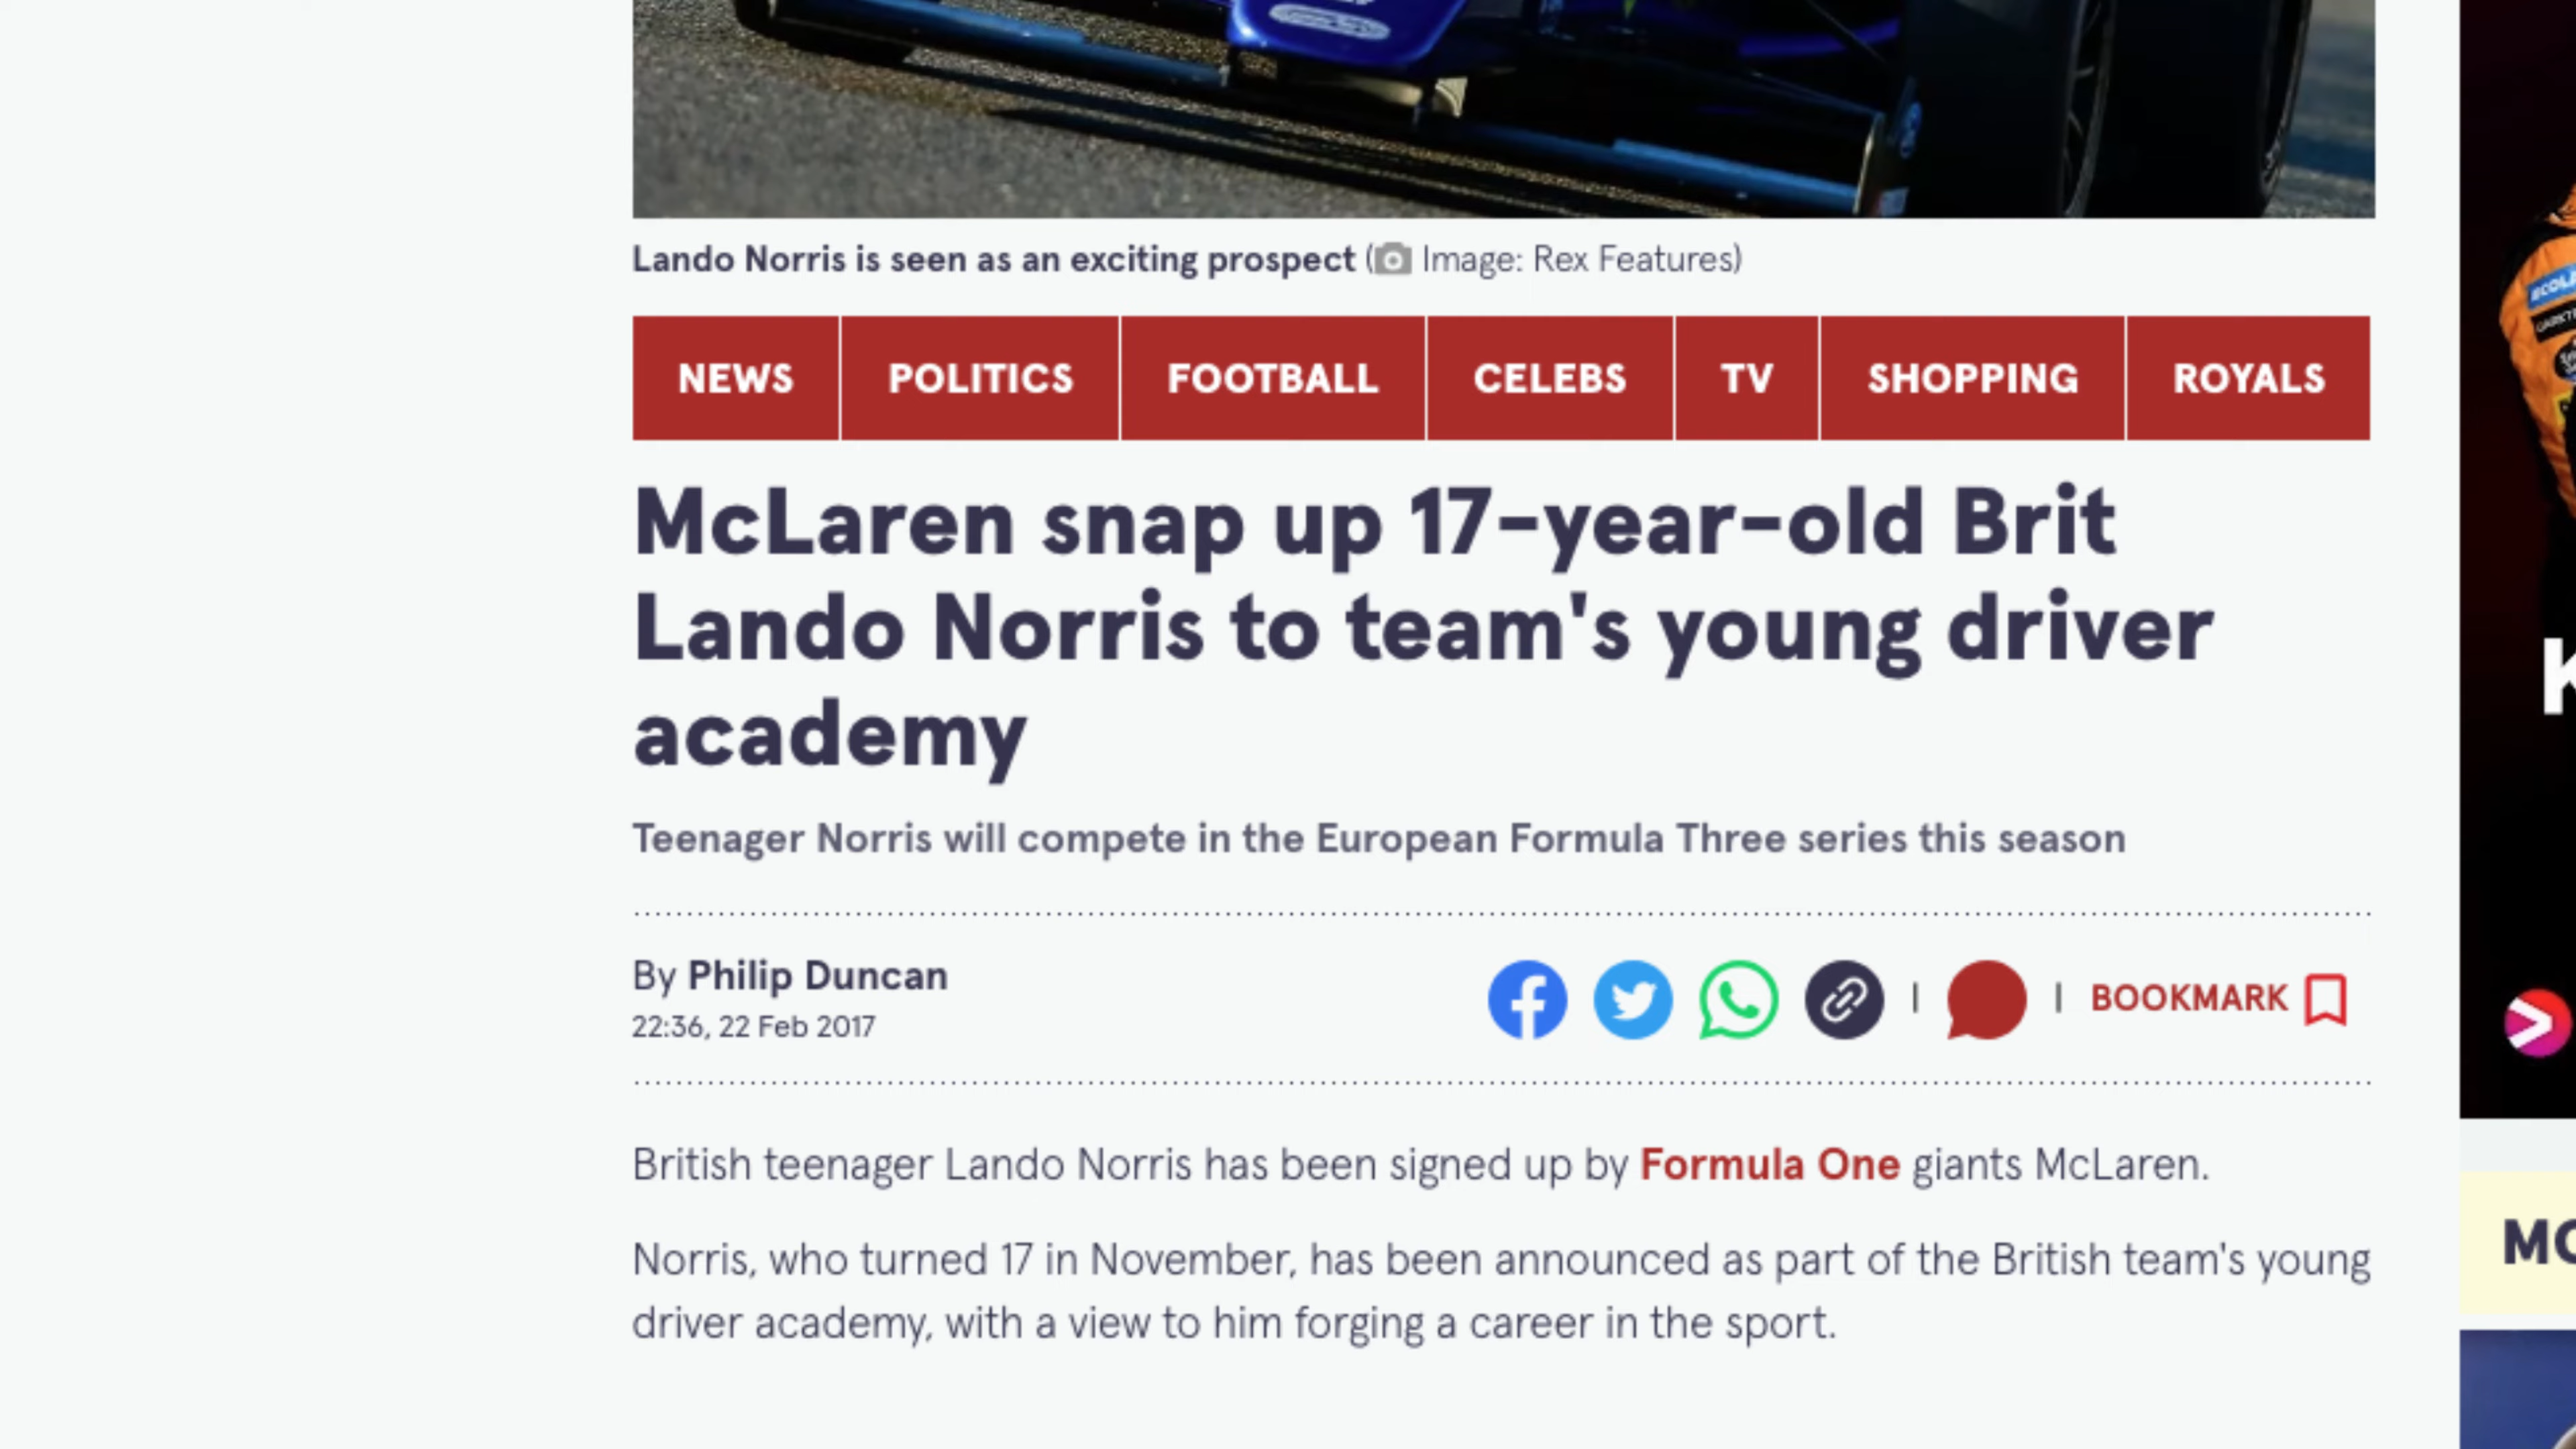 Lando Norris is seen as an exciting prospect ( Image: Rex Features)
NEWS POLITICS FOOTBALL CELEBS TV SHOPPING ROYALS
McLaren snap up 17-year-old Brit
Lando Norris to team's young driver
academy
Teenager Norris will compete in the European Formula Three series this season
By Philip Duncan
22:36, 22 Feb 2017
BOOKMARK
British teenager Lando Norris has been signed up by Formula One giants McLaren.
Norris, who turned 17 in November, has been announced as part of the British team's young
driver academy, with a view to him forging a career in the sport.